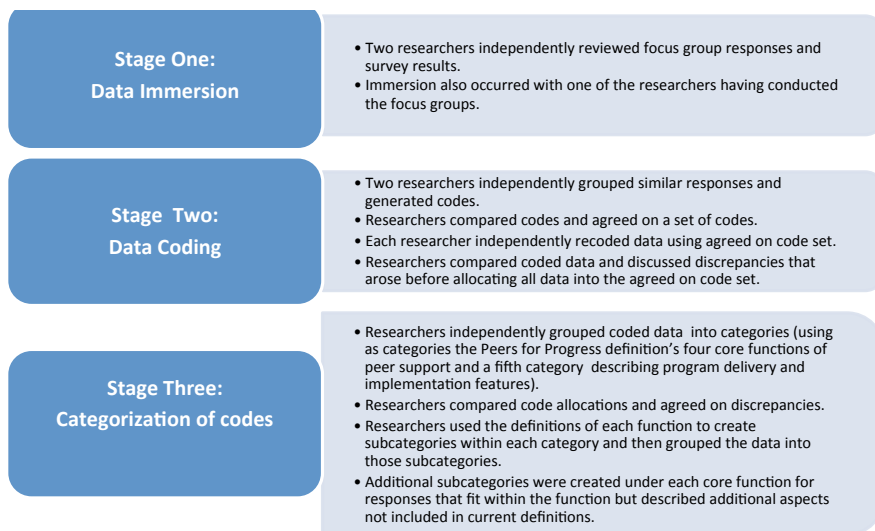 Stage One:
Data Immersion
• Two researchers independently reviewed focus group responses and
survey results.
• Immersion also occurred with one of the researchers having conducted
the focus groups.
Stage Two:
Data Coding
• Two researchers independently grouped similar responses and
generated codes.
• Researchers compared codes and agreed on a set of codes.
• Each researcher independently recoded data using agreed on code set.
• Researchers compared coded data and discussed discrepancies that
arose before allocating all data into the agreed on code set.
Stage Three:
Categorization of codes
• Researchers independently grouped coded data into categories (using
as categories the Peers for Progress definition's four core functions of
peer support and a fifth category describing program delivery and
implementation features).
• Researchers compared code allocations and agreed on discrepancies.
• Researchers used the definitions of each function to create
subcategories within each category and then grouped the data into
those subcategories.
• Additional subcategories were created under each core function for
responses that fit within the function but described additional aspects
not included in current definitions.